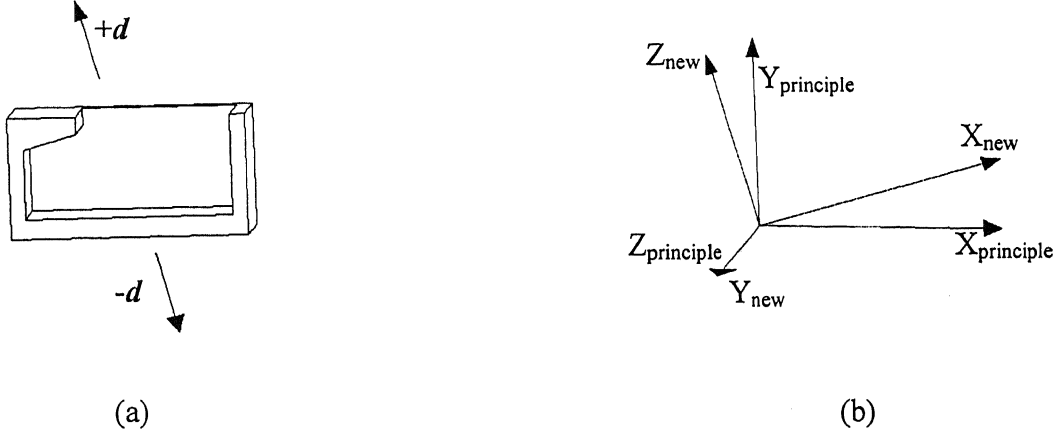 +d
-d
(a)
Z_new
Y_principle
X_new
Z_principle
X_principle
Y_new
(b)